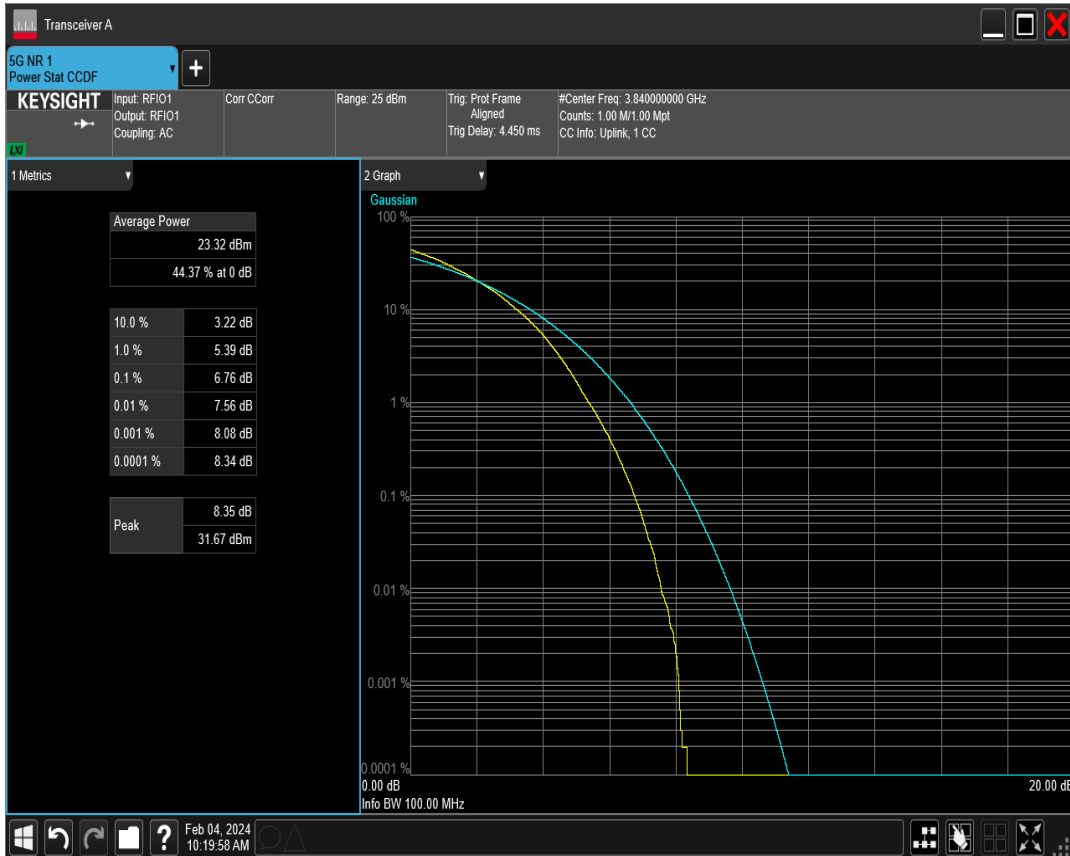 Transceiver A
5G NR 1
Power Stat CCDF
KEYSIGHT
LXI
Input: RFIO1
Output: RFIO1
Coupling: AC
Corr CCorr
Range: 25 dBm
Trig: Prot Frame
Aligned
Trig Delay: 4.450 ms
#Center Freq: 3.840000000 GHz
Counts: 1.00 M/1.00 Mpt
CC Info: Uplink, 1 CC
1 Metrics
Average Power
23.32 dBm
44.37 % at 0 dB
10.0 % 3.22 dB
1.0 % 5.39 dB
0.1 % 6.76 dB
0.01 % 7.56 dB
0.001 % 8.08 dB
0.0001 % 8.34 dB
Peak
8.35 dB
31.67 dBm
2 Graph
Gaussian
100 %
10 %
1 %
0.1 %
0.01 %
0.001 %
0.0001 %
0.00 dB 20.00 dB
Info BW 100.00 MHz
?
Feb 04, 2024
10:19:58 AM